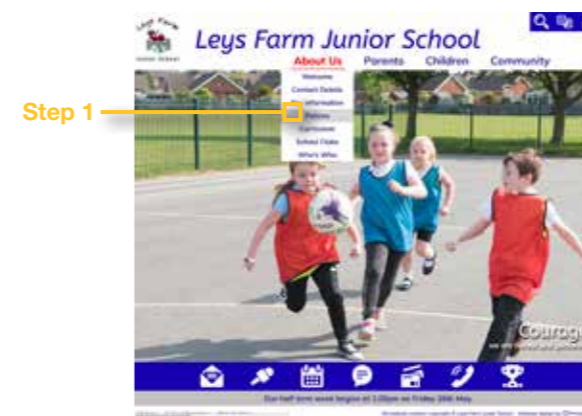 Leys Farm
JUNIOR SCHOOL
Leys Farm Junior School
About Us Parents Children Community
Welcome
Contact Details
Information
Step 1
Policies
Curriculum
School Clubs
Who's Who
Courage
Our half term week begins at 3.00pm on Friday 26th May